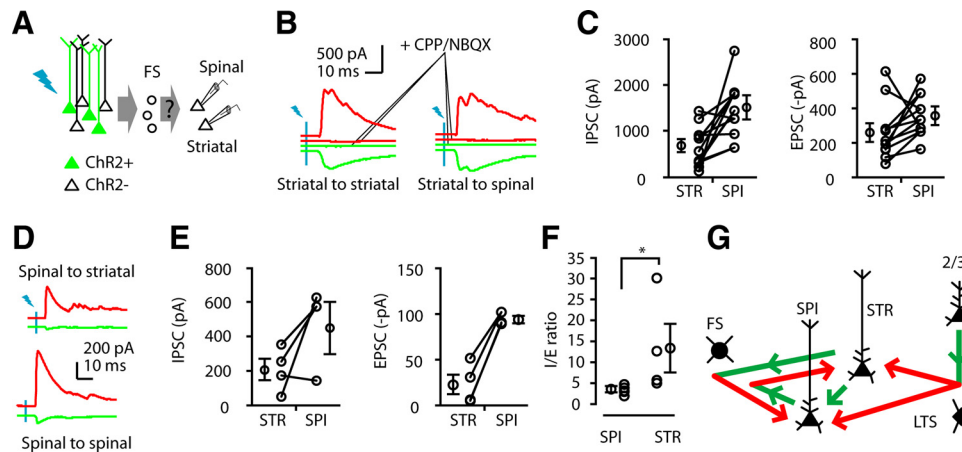 A
FS
Spinal
?
Striatal
ChR2+
ChR2-
B
500 pA
10 ms
+ CPP/NBQX
Striatal to striatal
Striatal to spinal
C
IPSC (pA)
3000
2000
1000
0
STR SPI
EPSC (-pA)
800
600
400
200
0
STR SPI
D
Spinal to striatal
200 pA
10 ms
Spinal to spinal
E
IPSC (pA)
800
600
400
200
0
STR SPI
EPSC (-pA)
150
100
50
0
STR SPI
F
I/E ratio
35
30
25
20
15
10
5
0
*
SPI STR
G
2/3
STR
SPI
FS
LTS